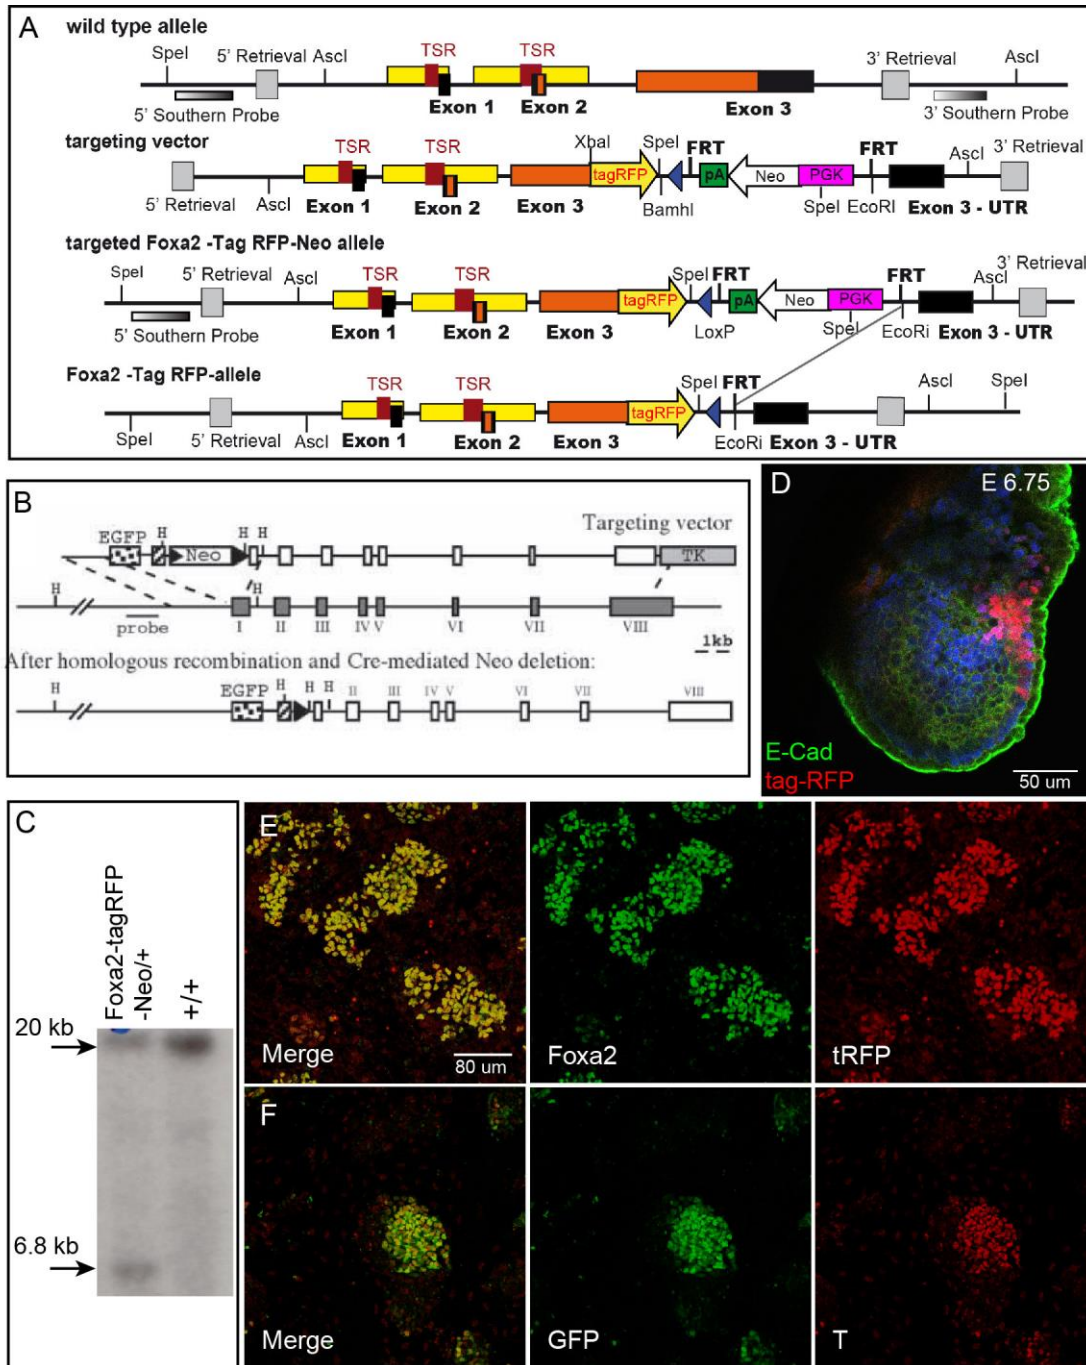 A
wild type allele
SpeI 5' Retrieval AscI TSR TSR 3' Retrieval AscI
Exon 1 Exon 2 Exon 3
5' Southern Probe 3' Southern Probe
targeting vector
TSR TSR XbaI SpeI FRT FRT AscI 3' Retrieval
tagRFP pA Neo PGK
5' Retrieval AscI Exon 1 Exon 2 Exon 3 BamhI SpeI EcoRI Exon 3 - UTR
targeted Foxa2 -Tag RFP-Neo allele
SpeI 5' Retrieval AscI TSR TSR SpeI FRT FRT AscI 3' Retrieval
tagRFP pA Neo PGK
5' Southern Probe Exon 1 Exon 2 Exon 3 LoxP SpeI EcoRi Exon 3 - UTR
Foxa2 -Tag RFP-allele
TSR TSR SpeI FRT AscI SpeI
tagRFP
SpeI 5' Retrieval AscI Exon 1 Exon 2 Exon 3 EcoRi Exon 3 - UTR
B
EGFP H H H Targeting vector
Neo TK
H H
probe I II III IV V VI VII VIII
1kb
After homologous recombination and Cre-mediated Neo deletion:
H EGFP H H H II III IV V VI VII VIII
D
E 6.75
E-Cad
tag-RFP
50 um
C
Foxa2-tagRFP
-Neo/+
+/+
20 kb
6.8 kb
E
Merge
80 um
Foxa2
tRFP
F
Merge
GFP
T